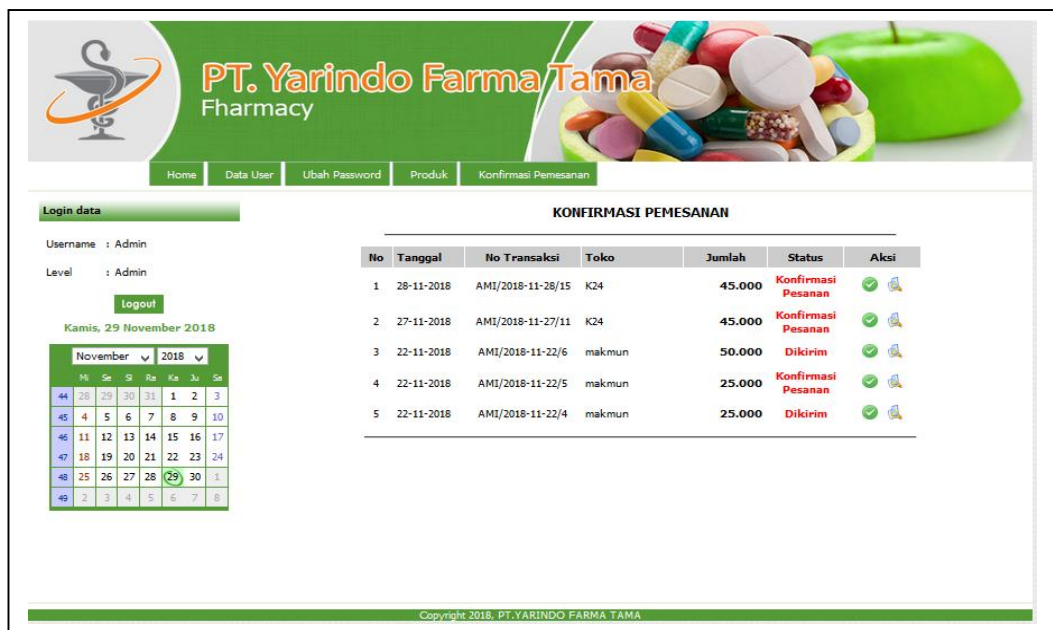 PT. Yarindo Farma Tama
Fharmacy
Home Data User Ubah Password Produk Konfirmasi Pemesanan
Login data
Username : Admin
Level : Admin
Logout
Kamis, 29 November 2018
November 2018
Mi Se Sl Ra Ka Ju Sa
44 28 29 30 31 1 2 3
45 4 5 6 7 8 9 10
46 11 12 13 14 15 16 17
47 18 19 20 21 22 23 24
48 25 26 27 28 29 30 1
49 2 3 4 5 6 7 8
KONFIRMASI PEMESANAN
No Tanggal No Transaksi Toko Jumlah Status Aksi
1 28-11-2018 AMI/2018-11-28/15 K24 45.000 Konfirmasi Pesanan
2 27-11-2018 AMI/2018-11-27/11 K24 45.000 Konfirmasi Pesanan
3 22-11-2018 AMI/2018-11-22/6 makmun 50.000 Dikirim
4 22-11-2018 AMI/2018-11-22/5 makmun 25.000 Konfirmasi Pesanan
5 22-11-2018 AMI/2018-11-22/4 makmun 25.000 Dikirim
Copyright 2018, PT.YARINDO FARMA TAMA